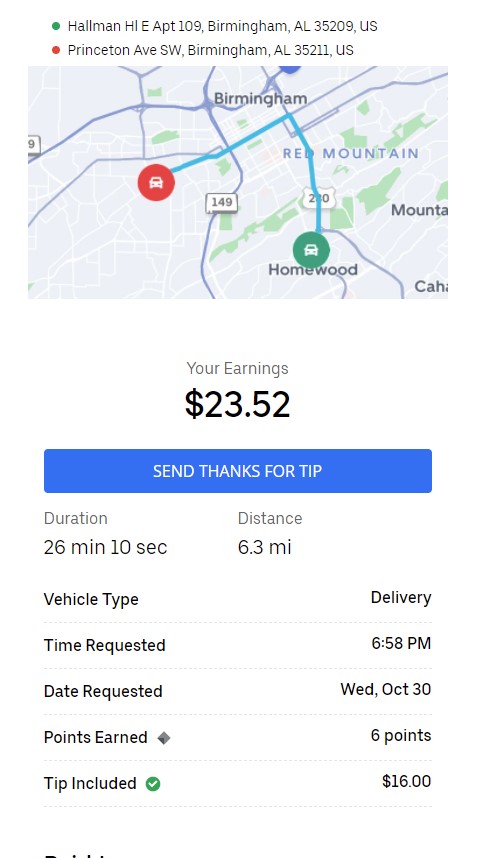 Hallman Hl E Apt 109, Birmingham, AL 35209, US
Princeton Ave SW, Birmingham, AL 35211, US
Birmingham
9
RED MOUNTAIN
149
280
Mounta
Homewood
Caha
Your Earnings
$23.52
SEND THANKS FOR TIP
Duration Distance
26 min 10 sec 6.3 mi
Vehicle Type Delivery
Time Requested 6:58 PM
Date Requested Wed, Oct 30
Points Earned 6 points
Tip Included $16.00